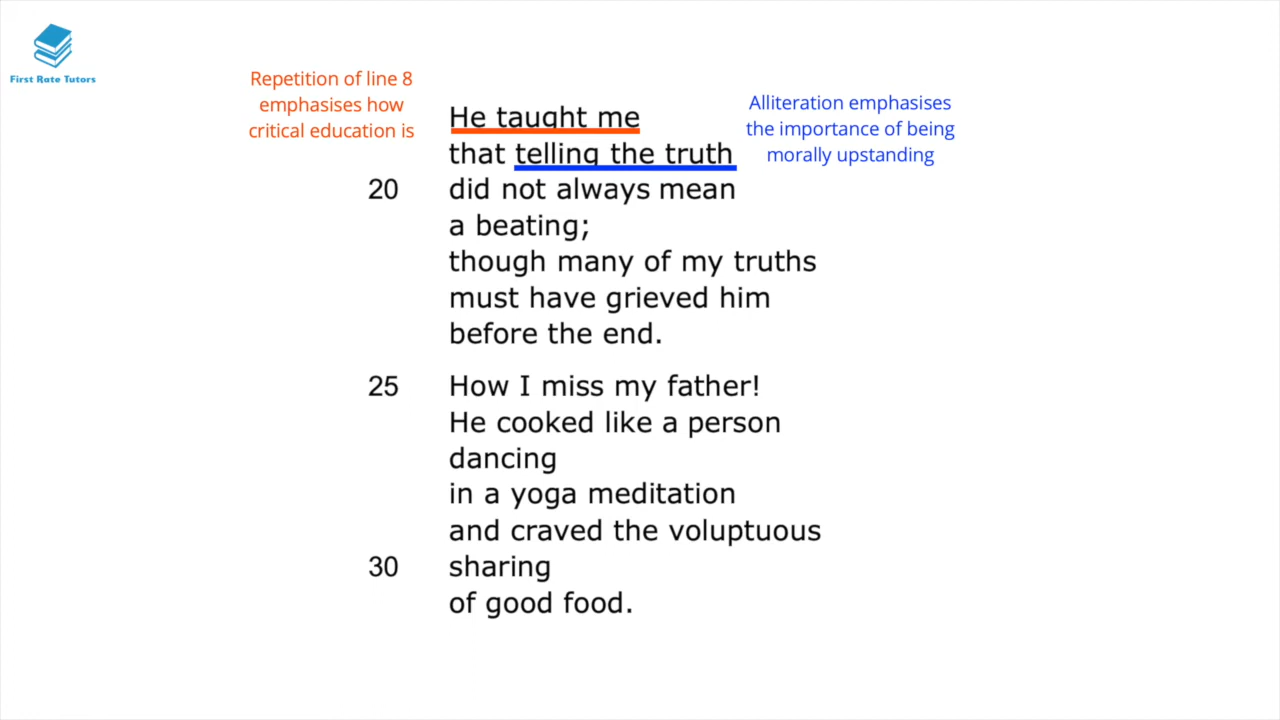 First Rate Tutors
Repetition of line 8
emphasises how
critical education is
Alliteration emphasises
the importance of being
morally upstanding
He taught me
that telling the truth
20 did not always mean
a beating;
though many of my truths
must have grieved him
before the end.
25 How I miss my father!
He cooked like a person
dancing
in a yoga meditation
and craved the voluptuous
30 sharing
of good food.